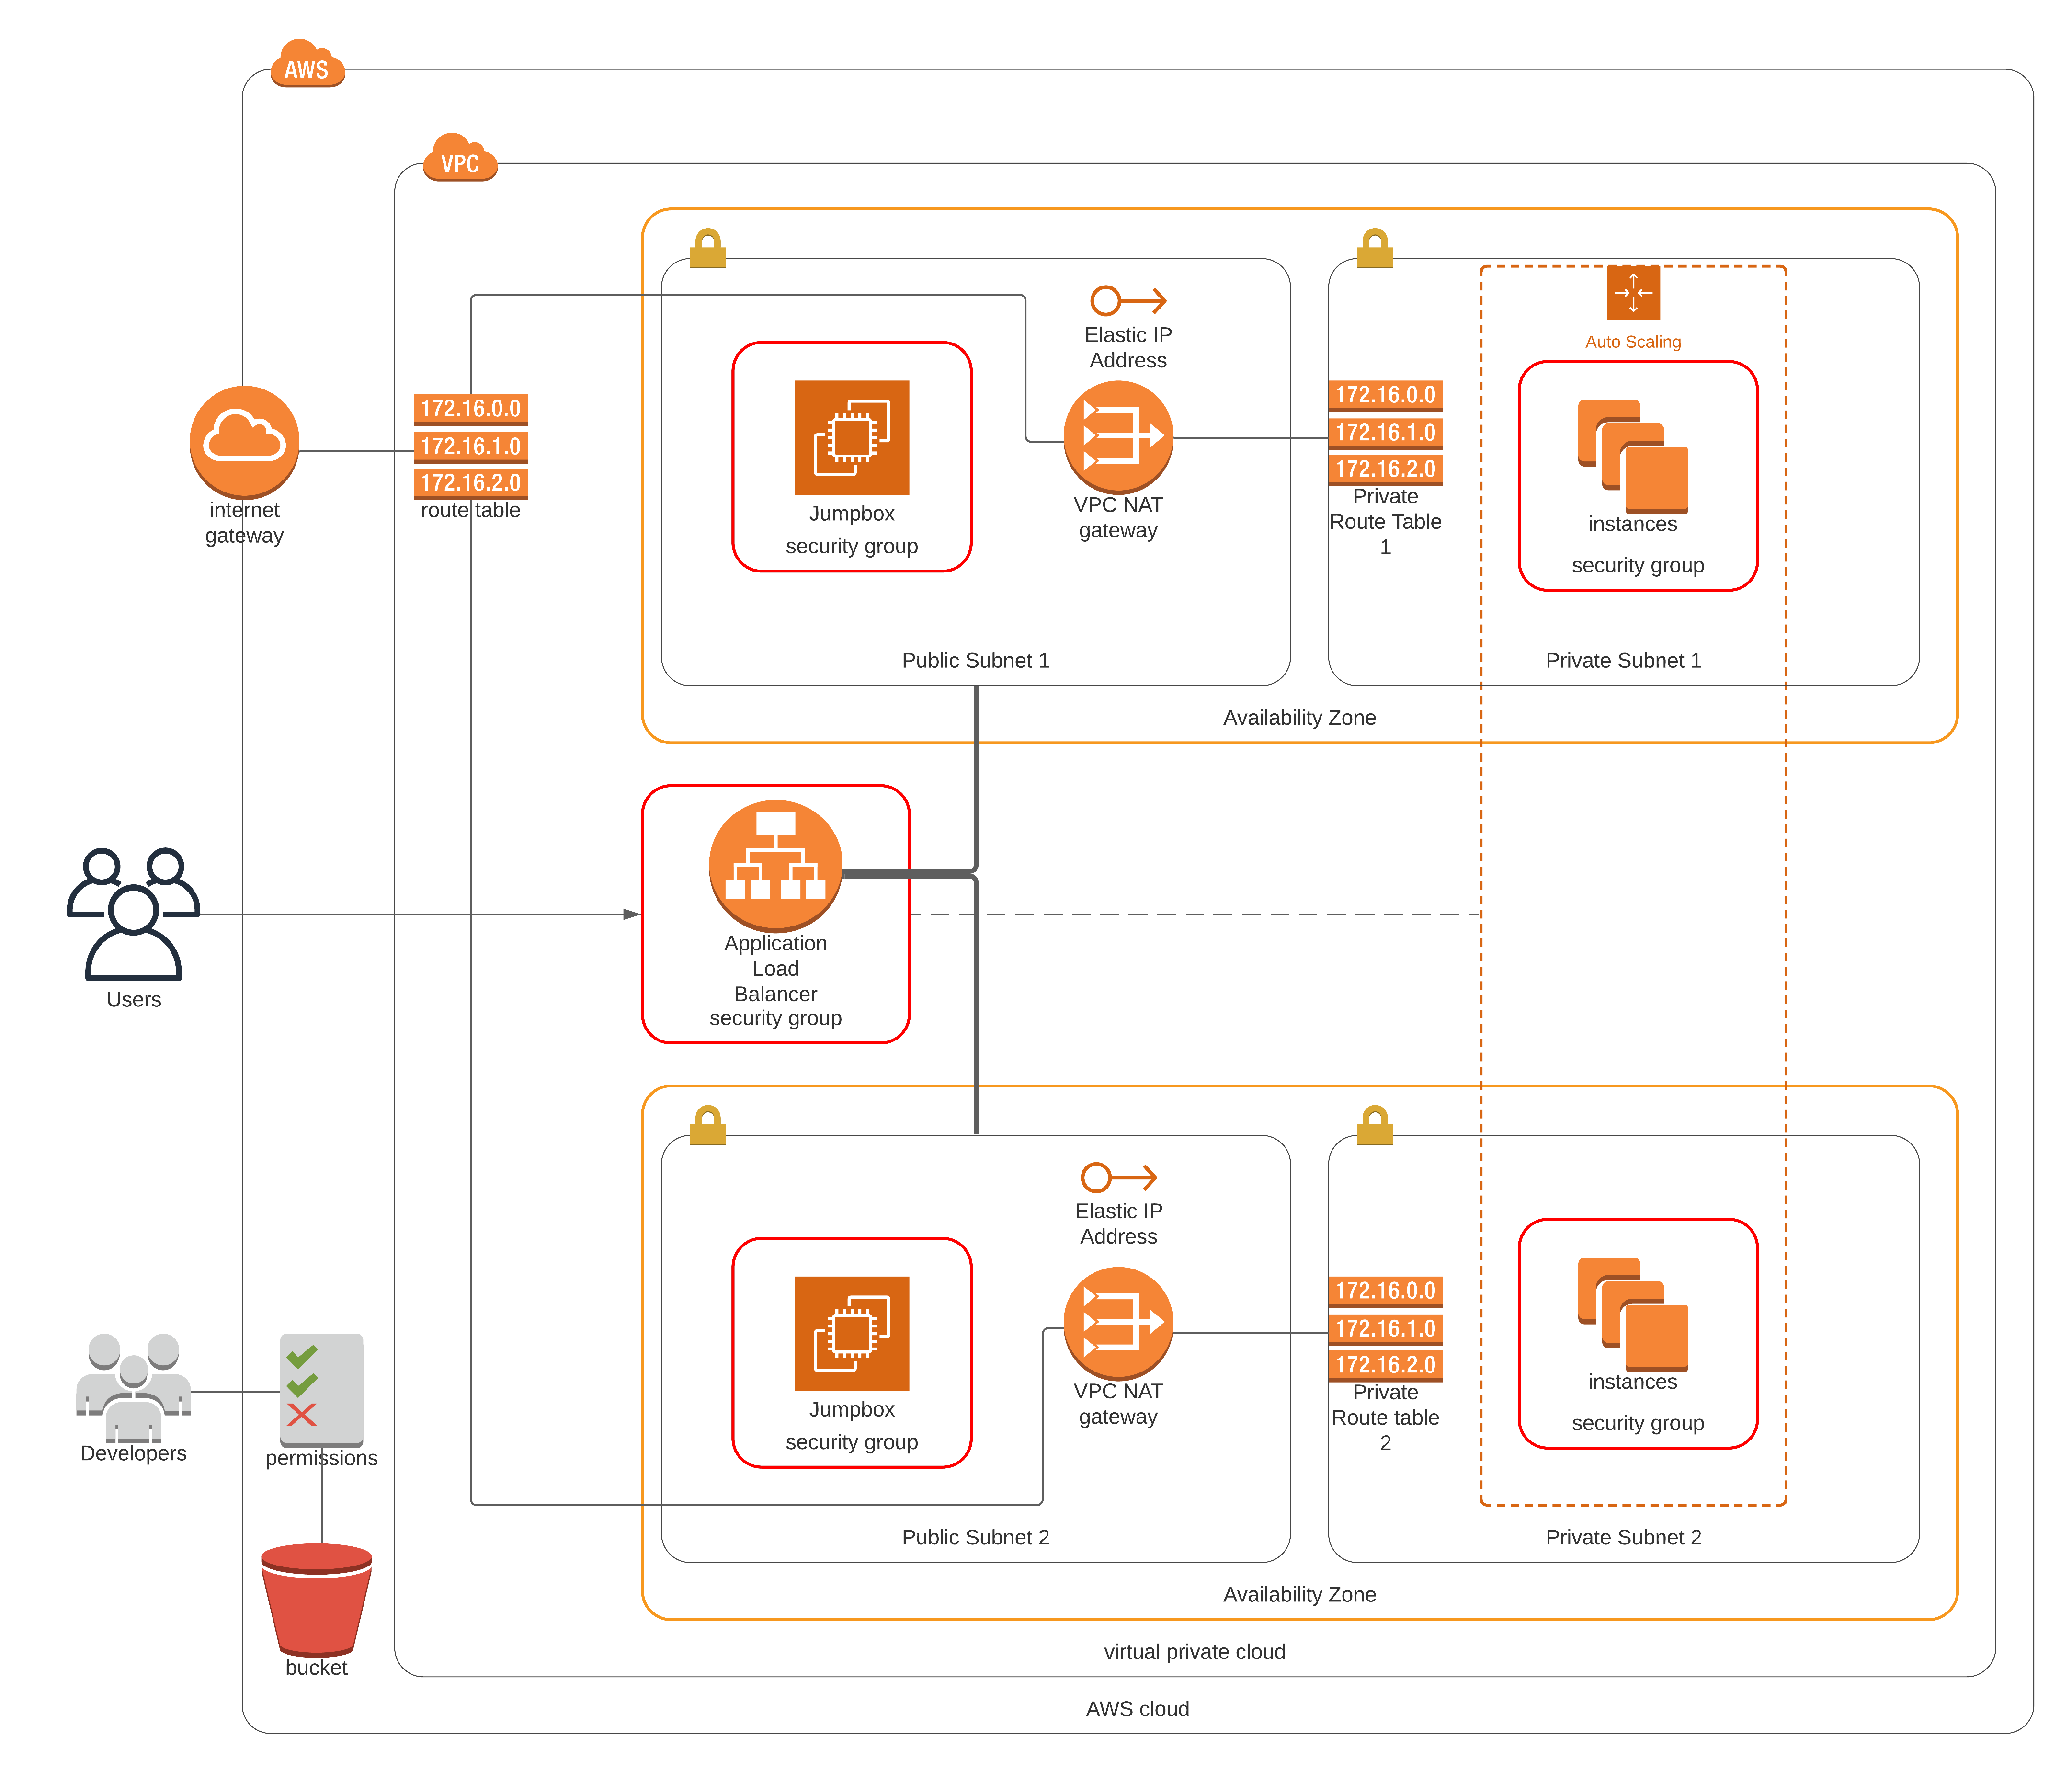 AWS
VPC
Elastic IP
Address
Auto Scaling
172.16.0.0
172.16.1.0
172.16.2.0
route table
internet
gateway
Jumpbox
security group
VPC NAT
gateway
172.16.0.0
172.16.1.0
172.16.2.0
Private
Route Table
1
instances
security group
Public Subnet 1
Private Subnet 1
Availability Zone
Users
Application
Load
Balancer
security group
Elastic IP
Address
Jumpbox
security group
VPC NAT
gateway
172.16.0.0
172.16.1.0
172.16.2.0
Private
Route table
2
instances
security group
Developers
permissions
Public Subnet 2
Private Subnet 2
Availability Zone
bucket
virtual private cloud
AWS cloud